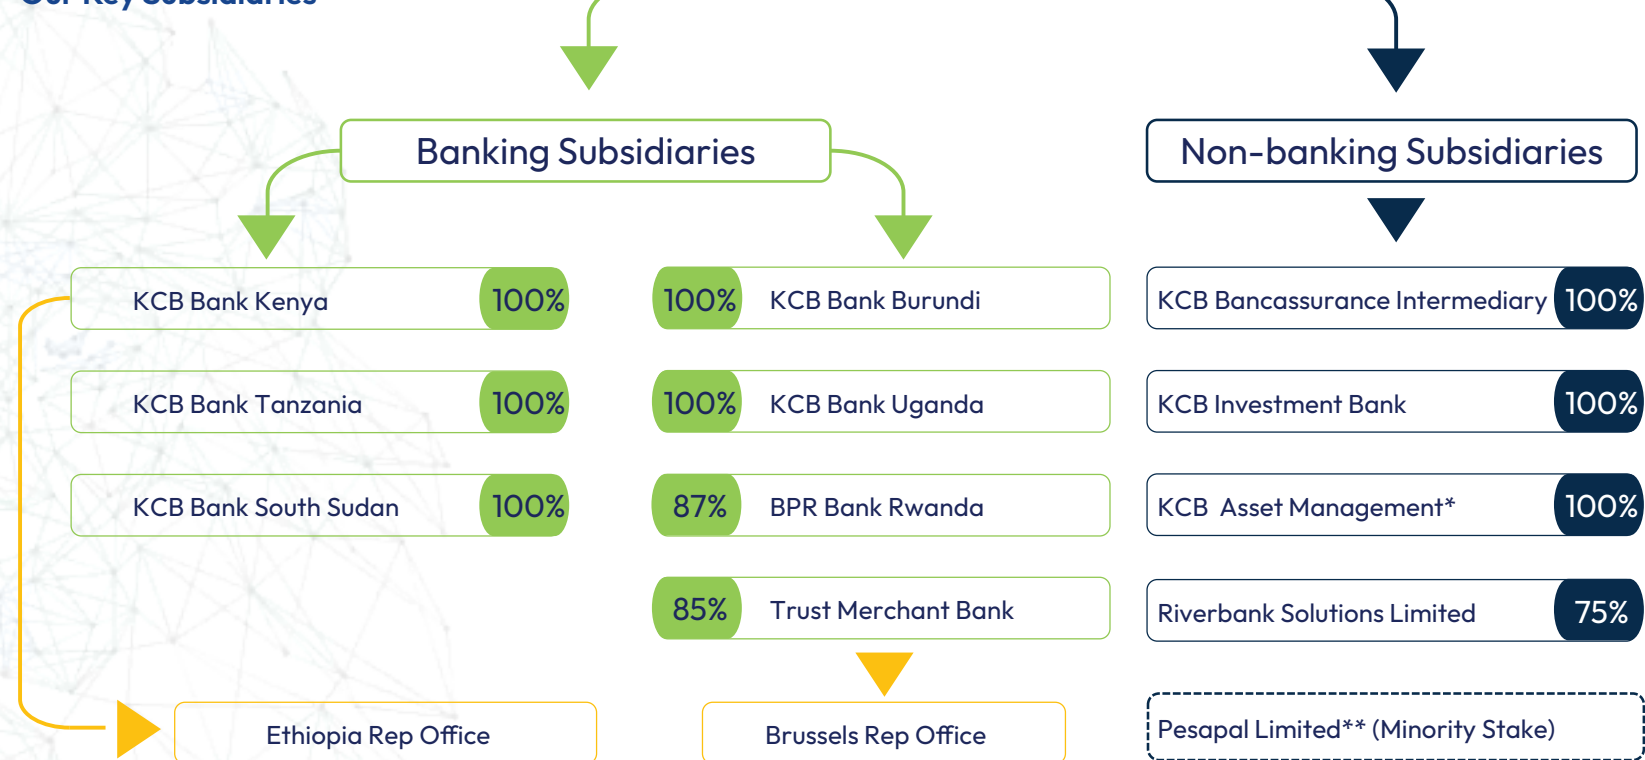 Our Key Subsidiaries
Banking Subsidiaries
Non-banking Subsidiaries
KCB Bank Kenya 100%
100% KCB Bank Burundi
KCB Bancassurance Intermediary 100%
KCB Bank Tanzania 100%
100% KCB Bank Uganda
KCB Investment Bank 100%
KCB Bank South Sudan 100%
87% BPR Bank Rwanda
KCB Asset Management* 100%
85% Trust Merchant Bank
Riverbank Solutions Limited 75%
Ethiopia Rep Office
Brussels Rep Office
Pesapal Limited** (Minority Stake)